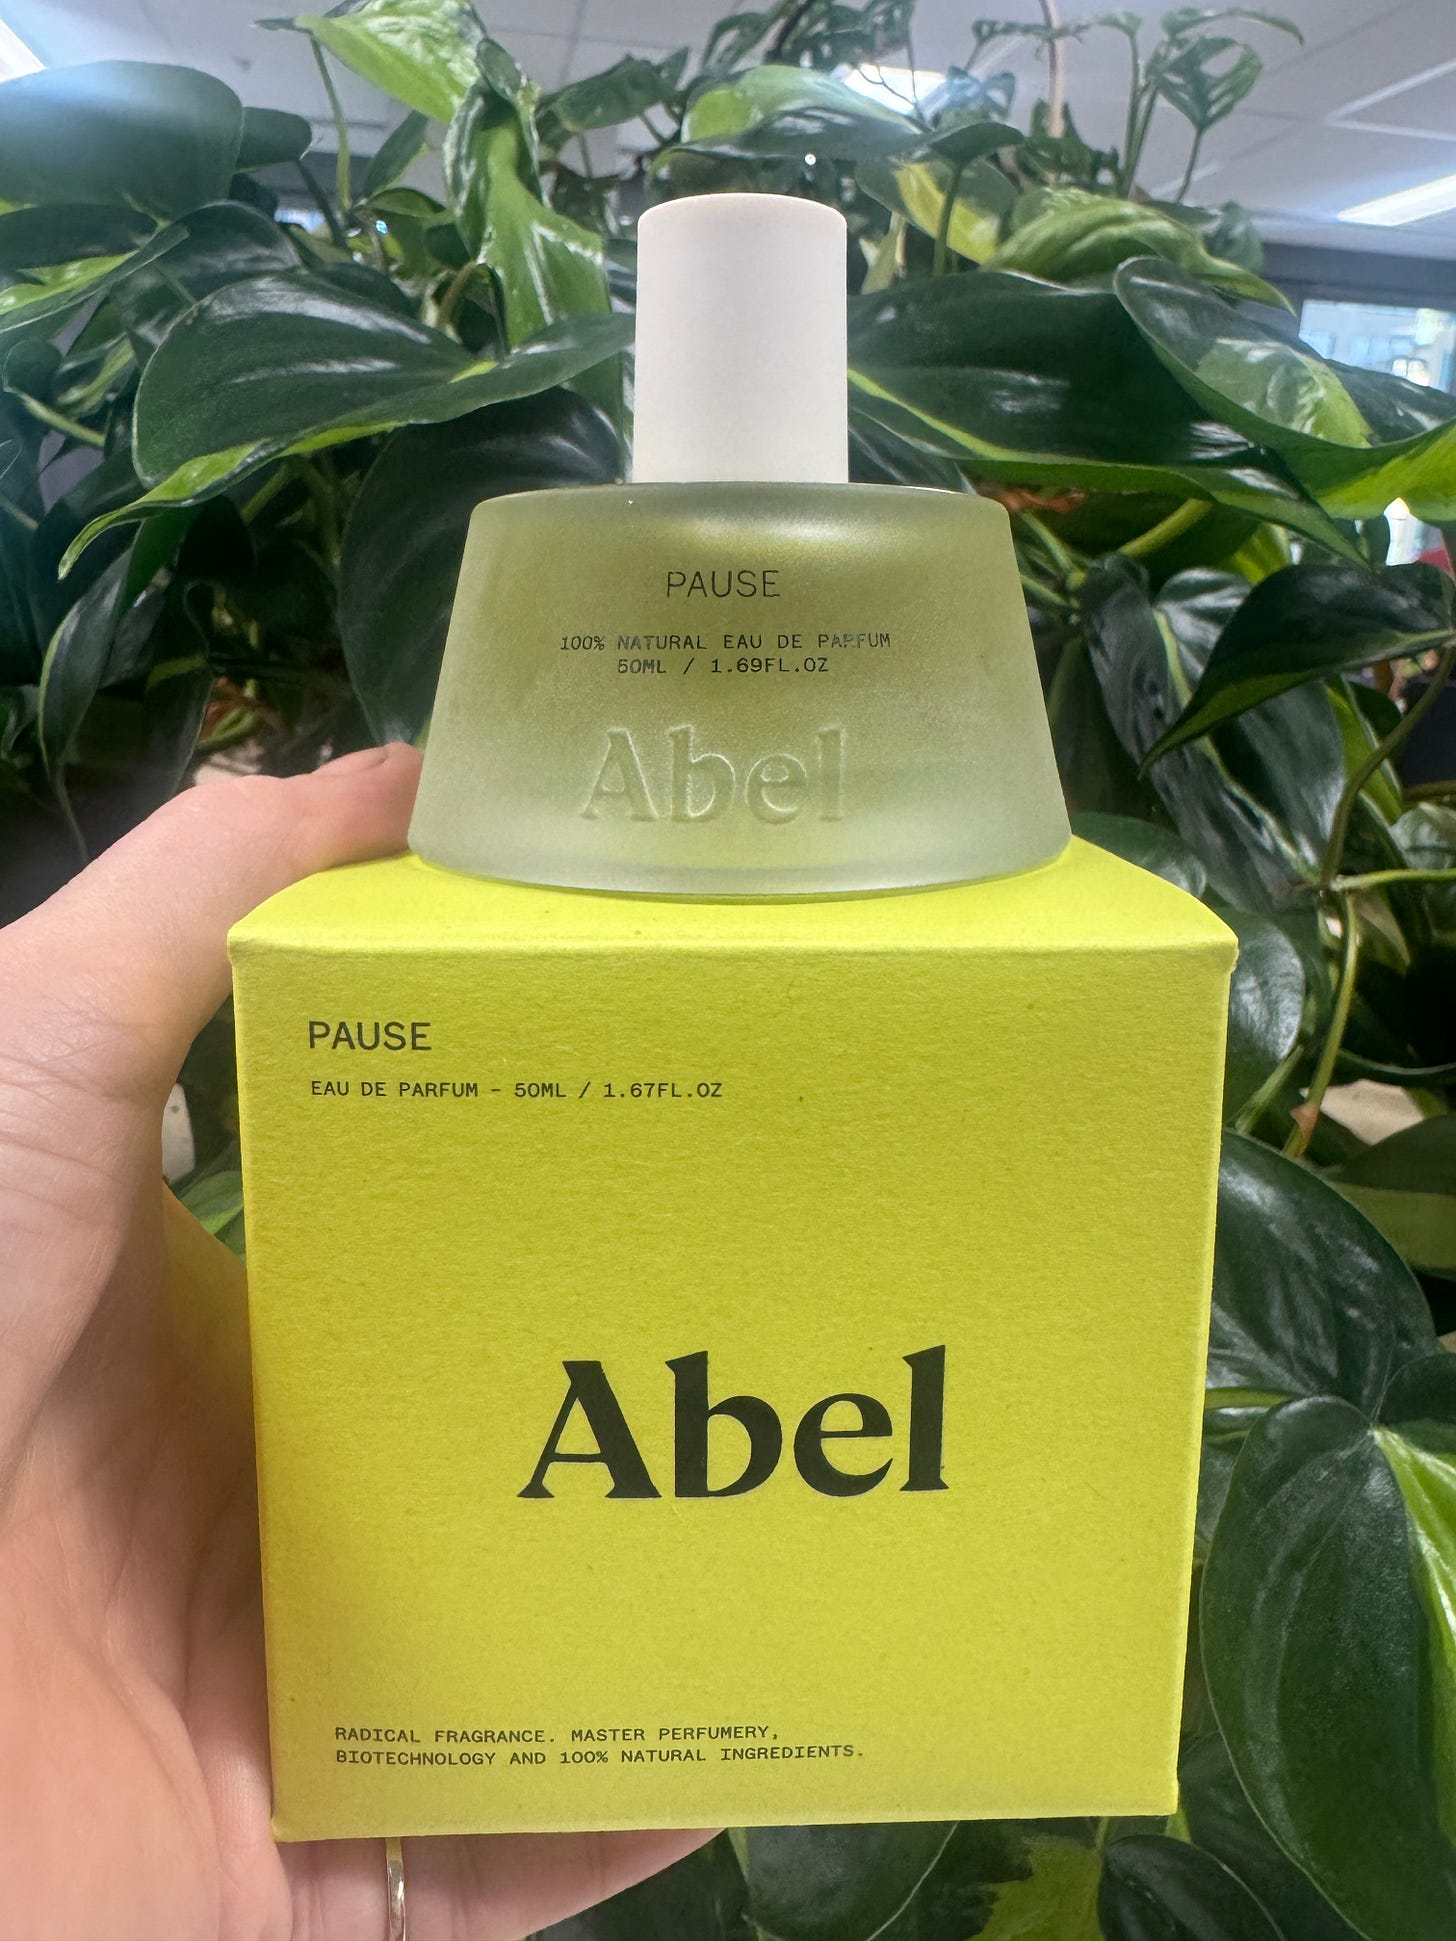 PAUSE
100% NATURAL EAU DE PARFUM
50ML / 1.69FL.OZ
Abel
PAUSE
EAU DE PARFUM - 50ML / 1.67FL.OZ
Abel
RADICAL FRAGRANCE. MASTER PERFUMERY,
BIOTECHNOLOGY AND 100% NATURAL INGREDIENTS.